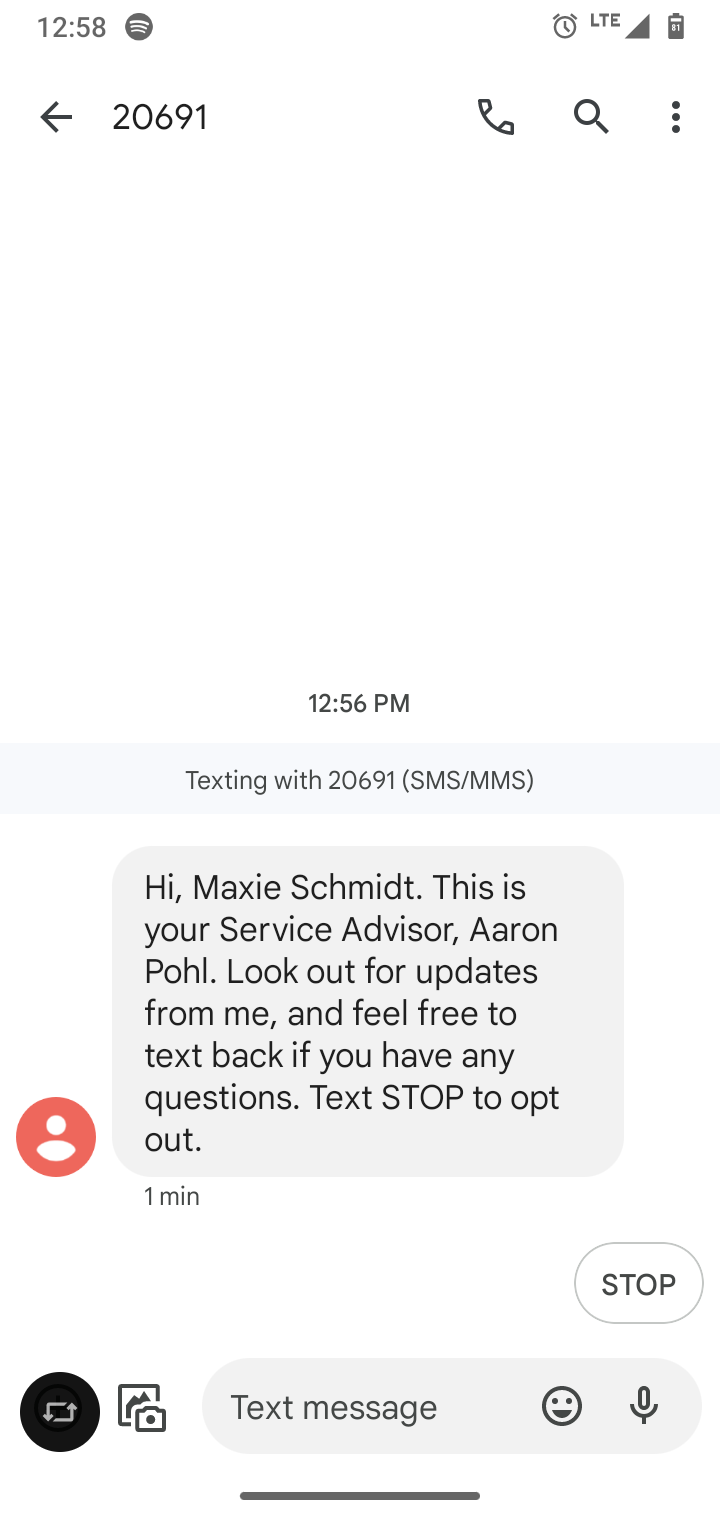 12:58
LTE
81
20691
12:56 PM
Texting with 20691 (SMS/MMS)
Hi, Maxie Schmidt. This is
your Service Advisor, Aaron
Pohl. Look out for updates
from me, and feel free to
text back if you have any
questions. Text STOP to opt
out.
1 min
STOP
Text message